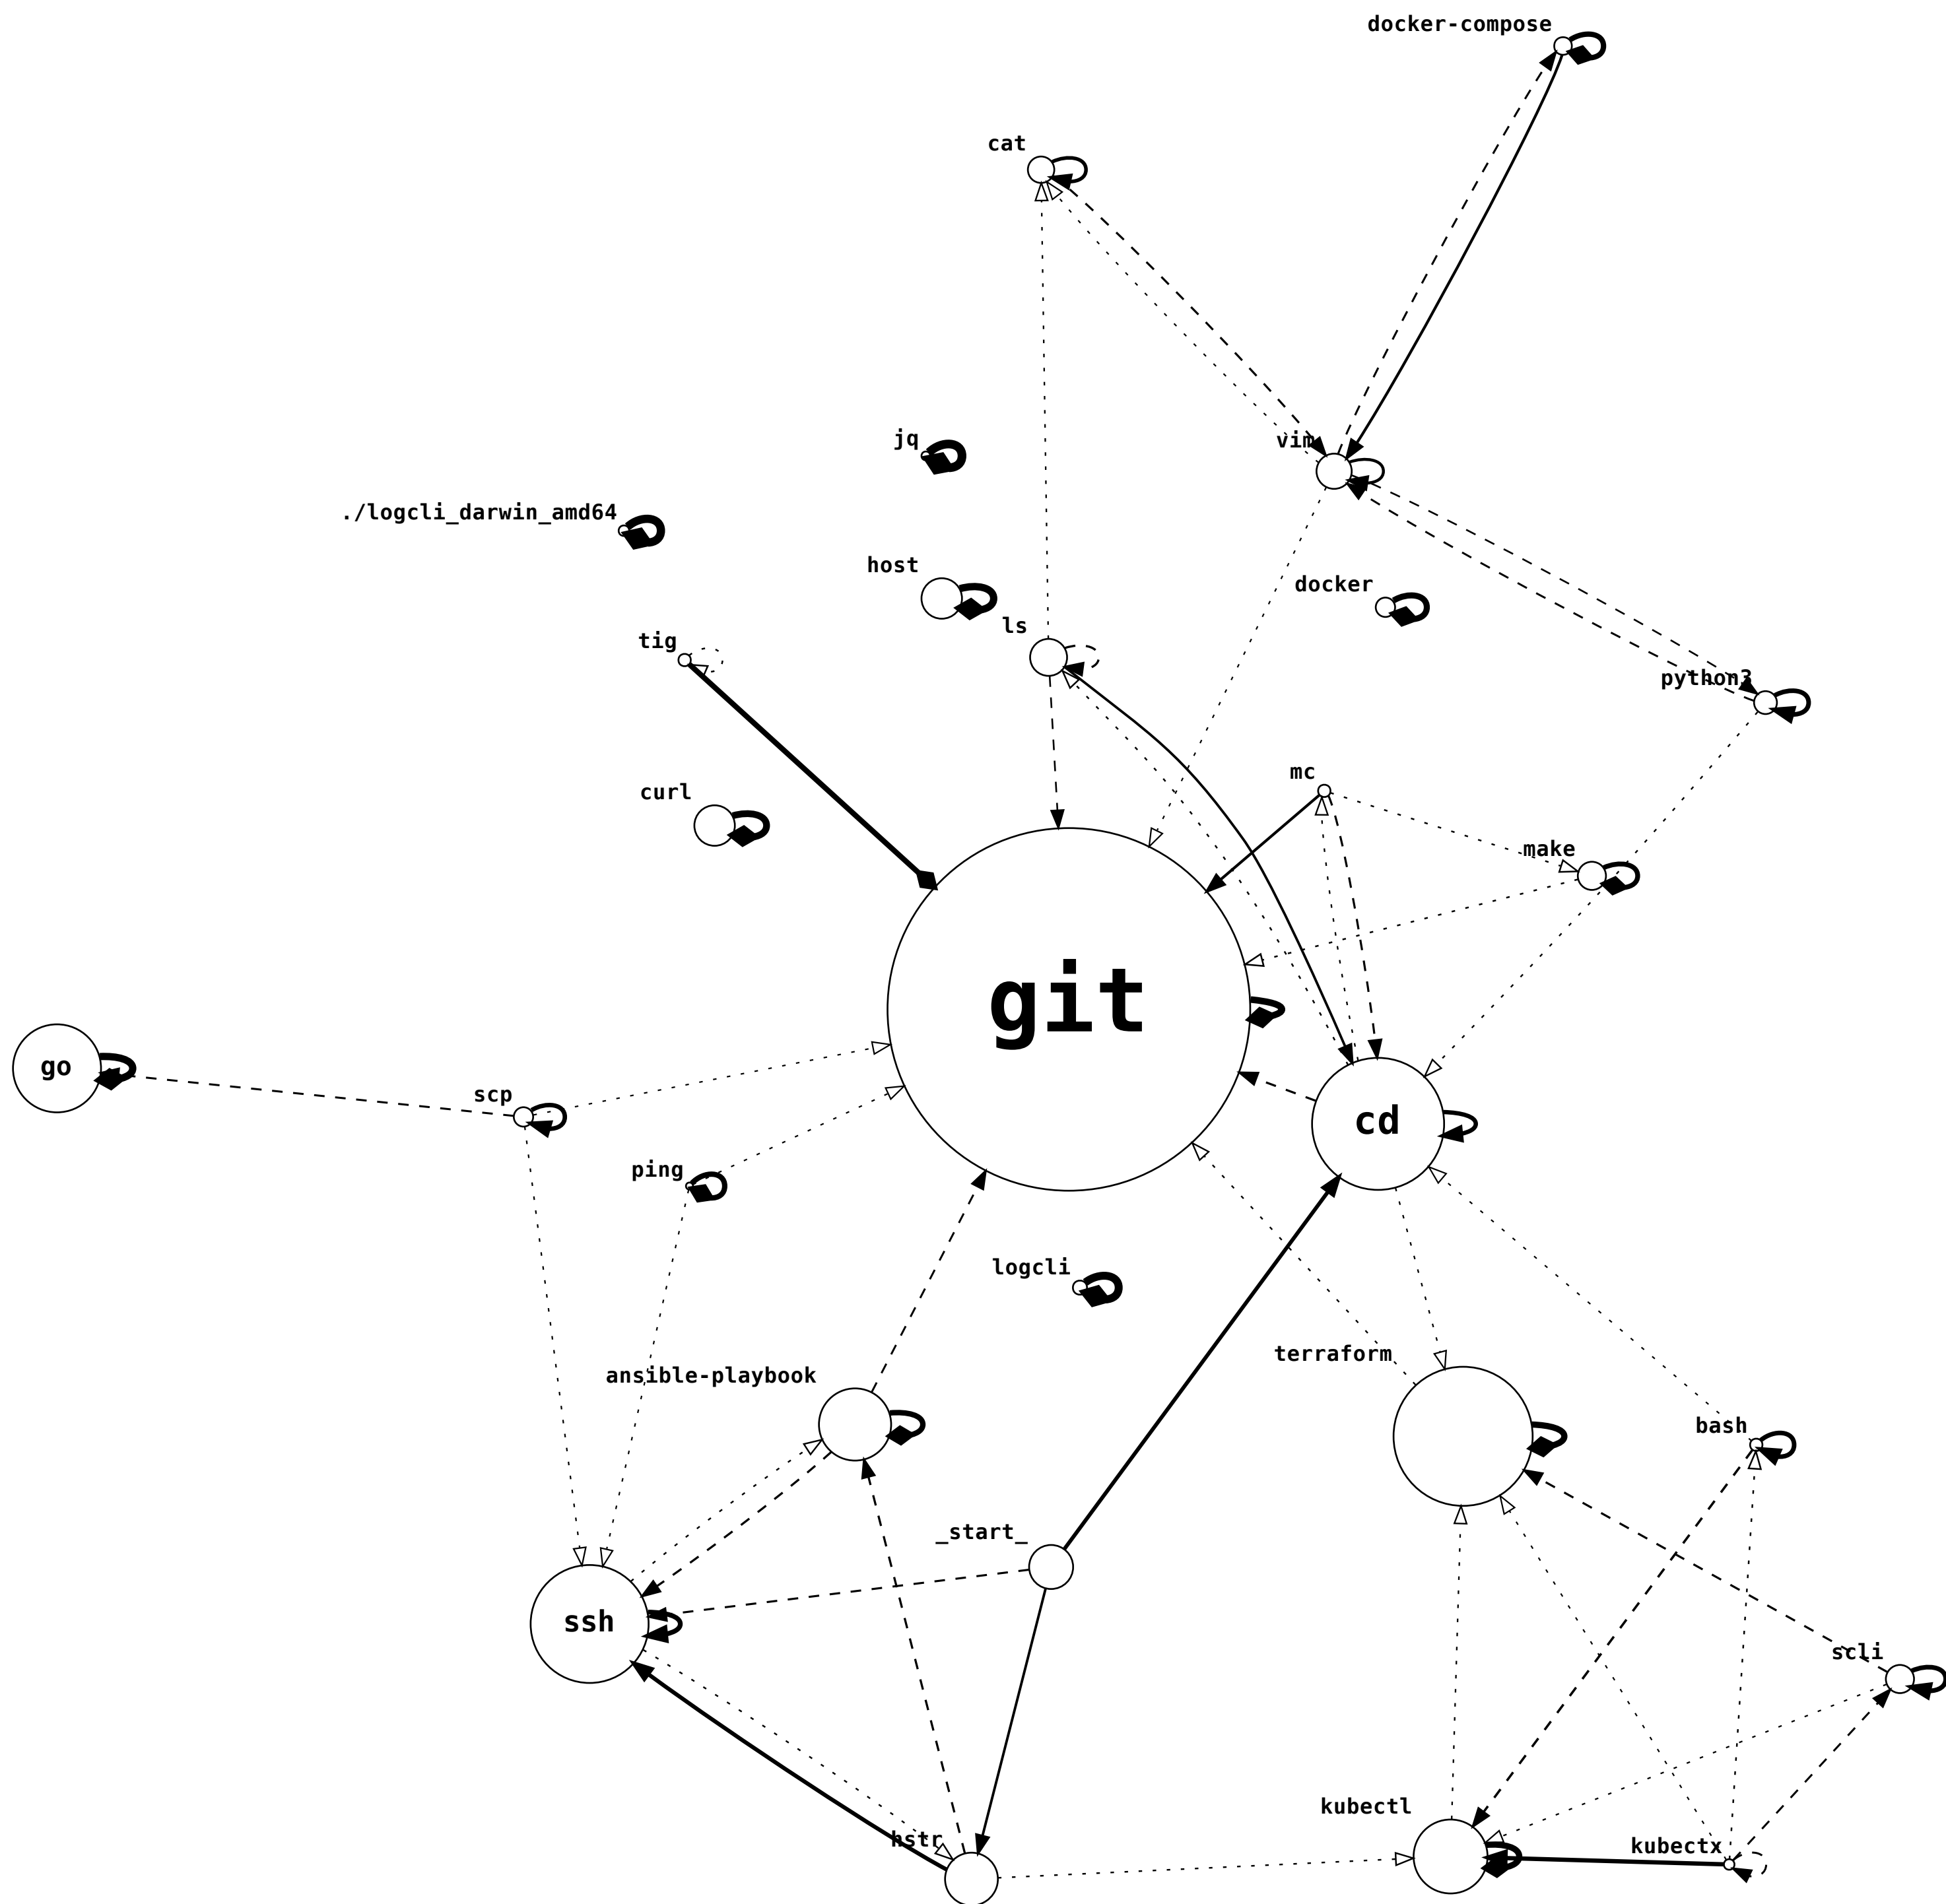 docker-compose
cat
jq
vim
./logcli_darwin_amd64
host
docker
ls
tig
python3
mc
curl
make
git
go
scp
cd
ping
logcli
terraform
ansible-playbook
bash
_start_
ssh
scli
kubectl
hstr
kubectx